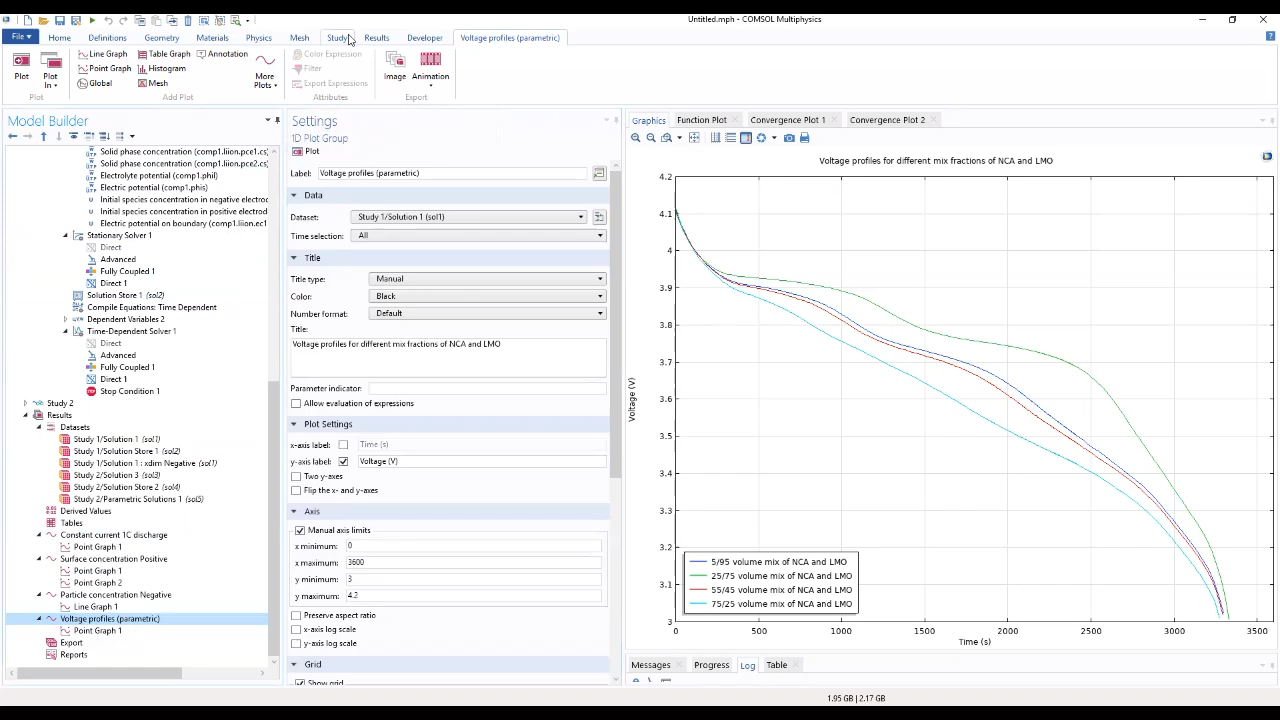 Untitled.mph - COMSOL Multiphysics
File
Home
Definitions
Geometry
Materials
Physics
Mesh
Study
Results
Developer
Voltage profiles (parametric)
Plot
Plot In
Plot
Line Graph
Point Graph
Global
Table Graph
Histogram
Mesh
Annotation
More Plots
Add Plot
Color Expression
Filter
Export Expressions
Attributes
Image
Animation
Export
Model Builder
Solid phase concentration (comp1.liion.pce1.cs
Solid phase concentration (comp1.liion.pce2.cs
Electrolyte potential (comp1.phil)
Electric potential (comp1.phis)
Initial species concentration in negative electrod
Initial species concentration in positive electrod
Electric potential on boundary (comp1.liion.ec1
Stationary Solver 1
Direct
Advanced
Fully Coupled 1
Direct 1
Solution Store 1 (sol2)
Compile Equations: Time Dependent
Dependent Variables 2
Time-Dependent Solver 1
Direct
Advanced
Fully Coupled 1
Direct 1
Stop Condition 1
Study 2
Results
Datasets
Study 1/Solution 1 (sol1)
Study 1/Solution Store 1 (sol2)
Study 1/Solution 1 : xdim Negative (sol1)
Study 2/Solution 3 (sol3)
Study 2/Solution Store 2 (sol4)
Study 2/Parametric Solutions 1 (sol5)
Derived Values
Tables
Constant current 1C discharge
Point Graph 1
Surface concentration Positive
Point Graph 1
Point Graph 2
Particle concentration Negative
Line Graph 1
Voltage profiles (parametric)
Point Graph 1
Export
Reports
Settings
1D Plot Group
Plot
Label: Voltage profiles (parametric)
Data
Dataset: Study 1/Solution 1 (sol1)
Time selection: All
Title
Title type: Manual
Color: Black
Number format: Default
Title:
Voltage profiles for different mix fractions of NCA and LMO
Parameter indicator:
Allow evaluation of expressions
Plot Settings
x-axis label: Time (s)
y-axis label: Voltage (V)
Two y-axes
Flip the x- and y-axes
Axis
Manual axis limits
x minimum: 0
x maximum: 3600
y minimum: 3
y maximum: 4.2
Preserve aspect ratio
x-axis log scale
y-axis log scale
Grid
Show grid
Graphics
Function Plot
Convergence Plot 1
Convergence Plot 2
Voltage profiles for different mix fractions of NCA and LMO
4.2
4.1
4
3.9
3.8
3.7
3.6
3.5
3.4
3.3
3.2
3.1
3
Voltage (V)
5/95 volume mix of NCA and LMO
25/75 volume mix of NCA and LMO
55/45 volume mix of NCA and LMO
75/25 volume mix of NCA and LMO
0 500 1000 1500 2000 2500 3000 3500
Time (s)
Messages
Progress
Log
Table
1.95 GB | 2.17 GB